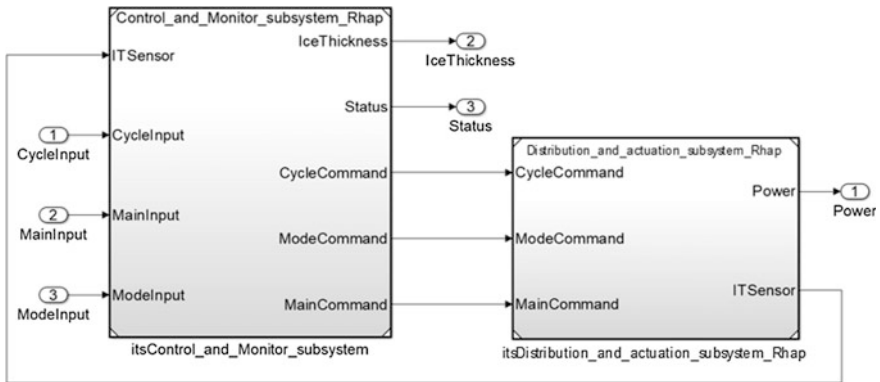 Control_and_Monitor_subsystem_Rhap
ITSensor
IceThickness
2
IceThickness
Status
3
Status
1
CycleInput
CycleInput
CycleCommand
2
MainInput
MainInput
ModeCommand
3
ModeInput
ModeInput
MainCommand
itsControl_and_Monitor_subsystem
Distribution_and_actuation_subsystem_Rhap
CycleCommand
Power
1
Power
ModeCommand
ITSensor
MainCommand
itsDistribution_and_actuation_subsystem_Rhap